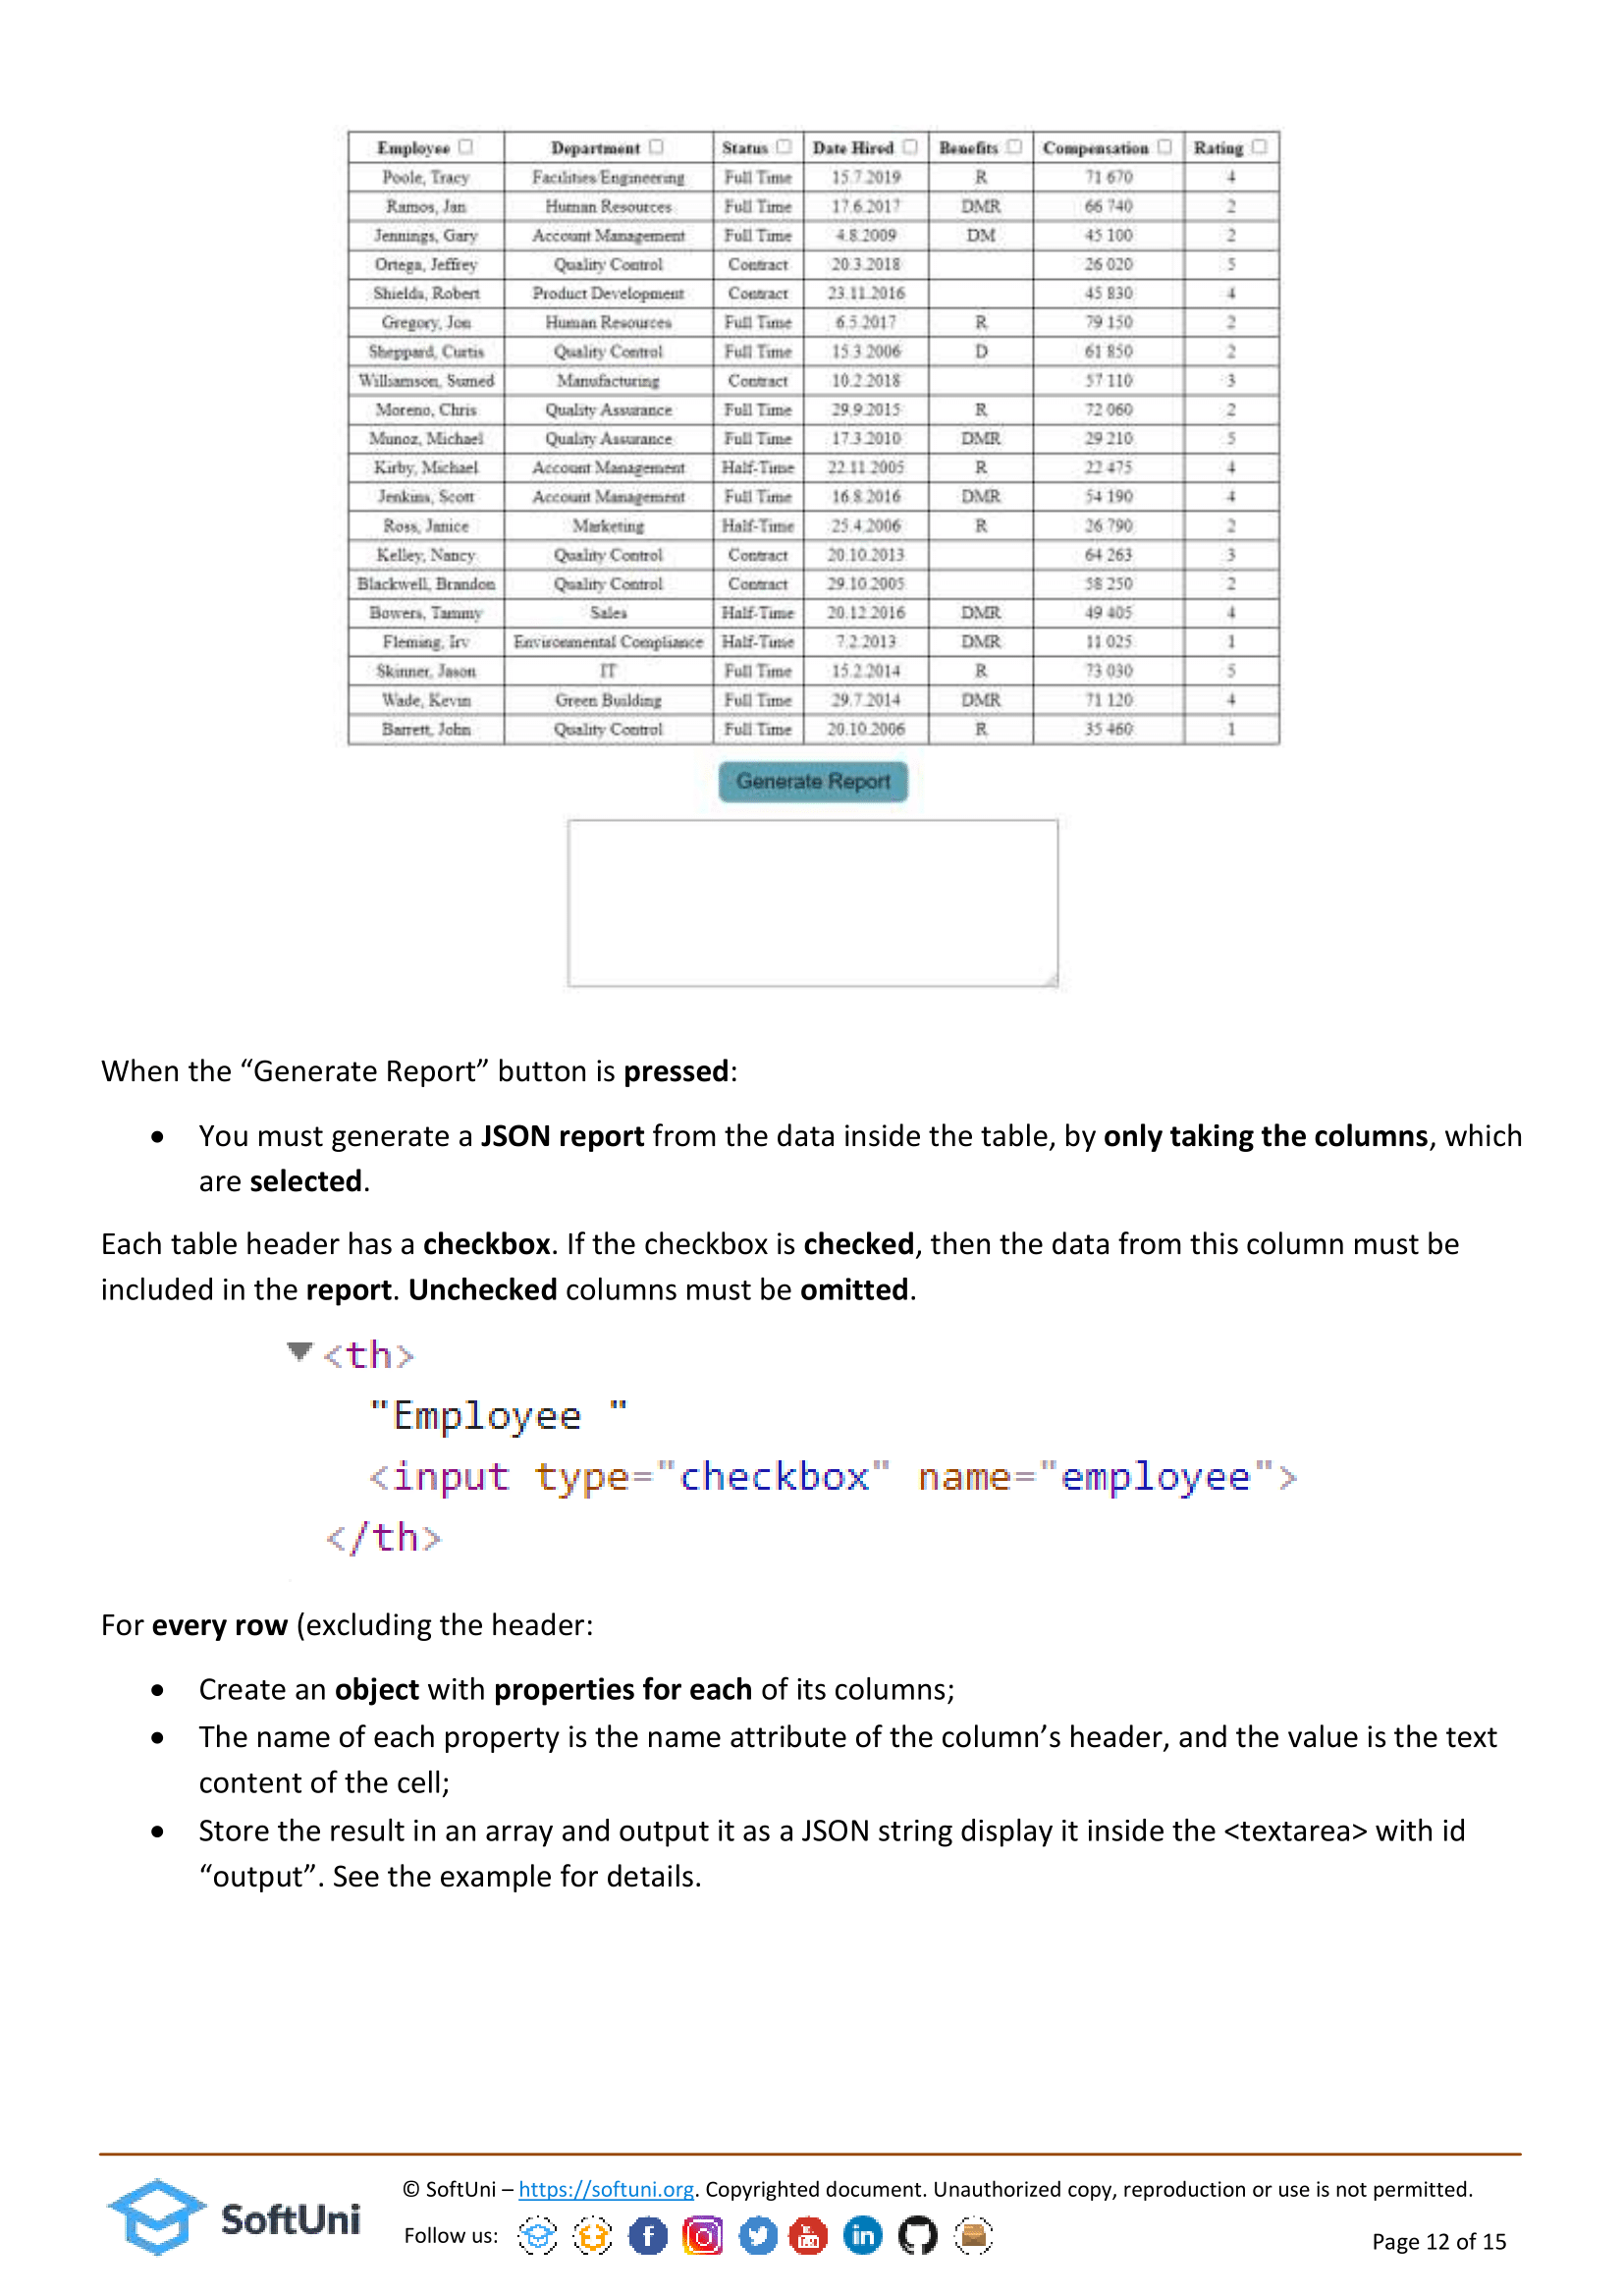 Employee Department Status Date Hired Benefits Compensation Rating
Poole, Tracy Facilities/Engineering Full Time 15.7.2019 R 71 670 4
Ramos, Jan Human Resources Full Time 17.6.2017 DMR 66 740 2
Jennings, Gary Account Management Full Time 4.8.2009 DM 45 100 2
Ortega, Jeffrey Quality Control Contract 20.3.2018 26 020 5
Shields, Robert Product Development Contract 23.11.2016 45 830 4
Gregory, Jon Human Resources Full Time 6.5.2017 R 79 150 2
Sheppard, Curtis Quality Control Full Time 15.3.2006 D 61 850 2
Williamson, Sumed Manufacturing Contract 10.2.2018 57 110 3
Moreno, Chris Quality Assurance Full Time 29.9.2015 R 72 060 2
Munoz, Michael Quality Assurance Full Time 17.3.2010 DMR 29 210 5
Kirby, Michael Account Management Half-Time 22.11.2005 R 22 475 4
Jenkins, Scott Account Management Full Time 16.8.2016 DMR 54 190 4
Ross, Janice Marketing Half-Time 25.4.2006 R 26 790 2
Kelley, Nancy Quality Control Contract 20.10.2013 64 263 3
Blackwell, Brandon Quality Control Contract 29.10.2005 58 250 2
Bowers, Tammy Sales Half-Time 20.12.2016 DMR 49 405 4
Fleming, Irv Environmental Compliance Half-Time 7.2.2013 DMR 11 025 1
Skinner, Jason IT Full Time 15.2.2014 R 73 030 5
Wade, Kevin Green Building Full Time 29.7.2014 DMR 71 120 4
Barrett, John Quality Control Full Time 20.10.2006 R 35 460 1
Generate Report
When the “Generate Report” button is pressed:
• You must generate a JSON report from the data inside the table, by only taking the columns, which
are selected.
Each table header has a checkbox. If the checkbox is checked, then the data from this column must be
included in the report. Unchecked columns must be omitted.
<th>
"Employee "
<input type="checkbox" name="employee">
</th>
For every row (excluding the header:
• Create an object with properties for each of its columns;
• The name of each property is the name attribute of the column’s header, and the value is the text
content of the cell;
• Store the result in an array and output it as a JSON string display it inside the <textarea> with id
“output”. See the example for details.
SoftUni
© SoftUni – https://softuni.org. Copyrighted document. Unauthorized copy, reproduction or use is not permitted.
Follow us:
Page 12 of 15